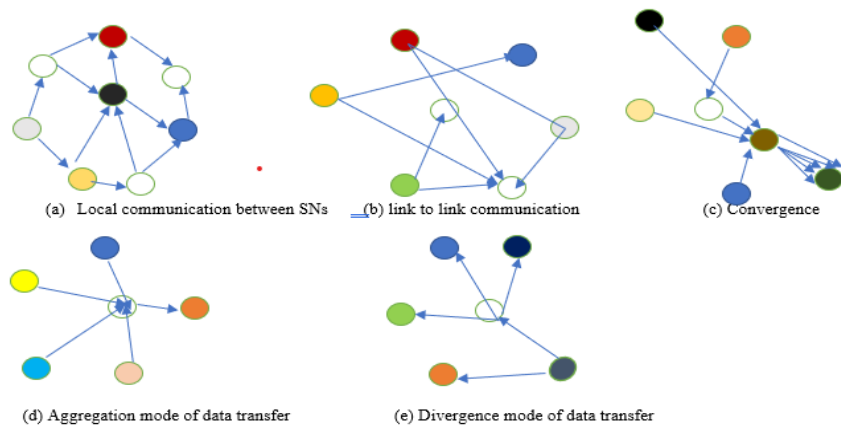 (a) Local communication between SNs
(b) link to link communication
(c) Convergence
(d) Aggregation mode of data transfer
(e) Divergence mode of data transfer